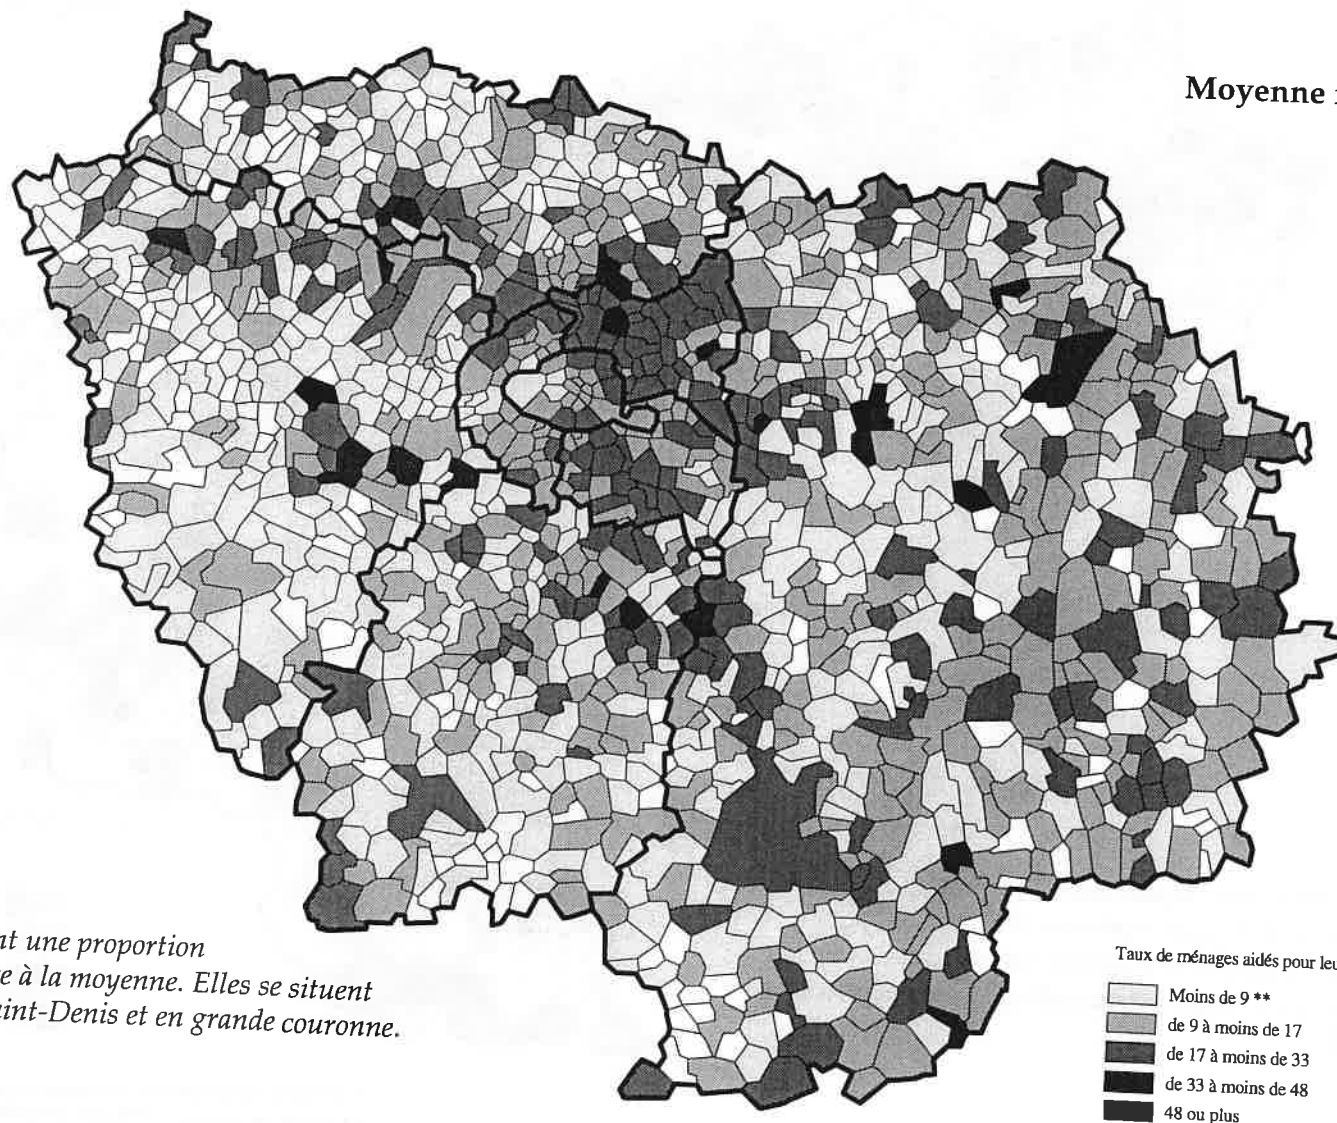 Moyenne
nt une proportion
e à la moyenne. Elles se situent
aint-Denis et en grande couronne.
Taux de ménages aidés pour leu
Moins de 9 **
de 9 à moins de 17
de 17 à moins de 33
de 33 à moins de 48
48 ou plus